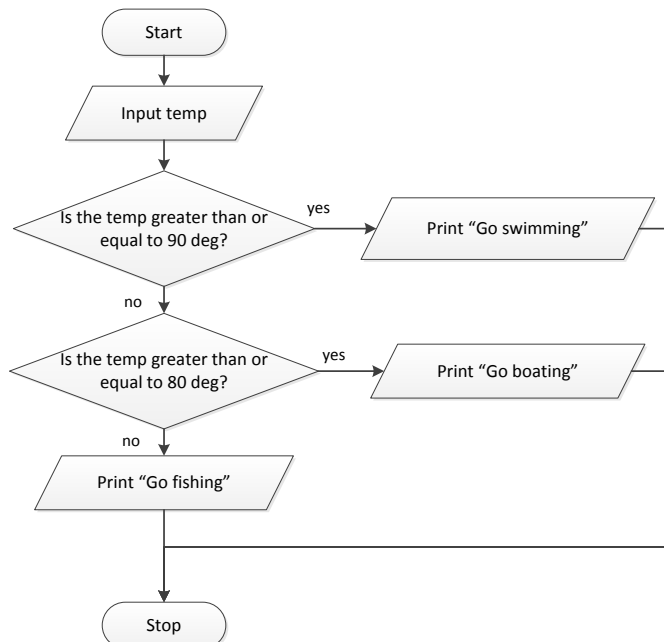 Start
Input temp
Is the temp greater than or
equal to 90 deg?
yes
Print “Go swimming”
no
Is the temp greater than or
equal to 80 deg?
yes
Print “Go boating”
no
Print “Go fishing”
Stop